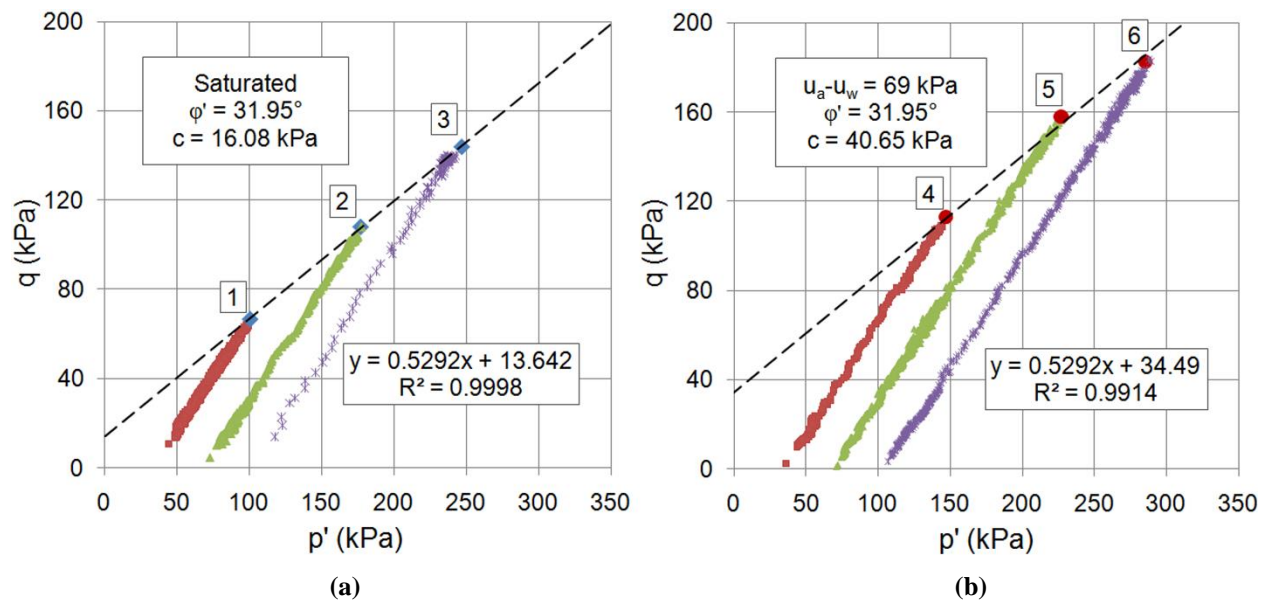 200
160
120
80
40
0
q (kPa)
Saturated
φ' = 31.95°
c = 16.08 kPa
1
2
3
y = 0.5292x + 13.642
R² = 0.9998
0 50 100 150 200 250 300 350
p' (kPa)
(a)
200
160
120
80
40
0
q (kPa)
uₐ-u_w = 69 kPa
φ' = 31.95°
c = 40.65 kPa
4
5
6
y = 0.5292x + 34.49
R² = 0.9914
0 50 100 150 200 250 300 350
p' (kPa)
(b)